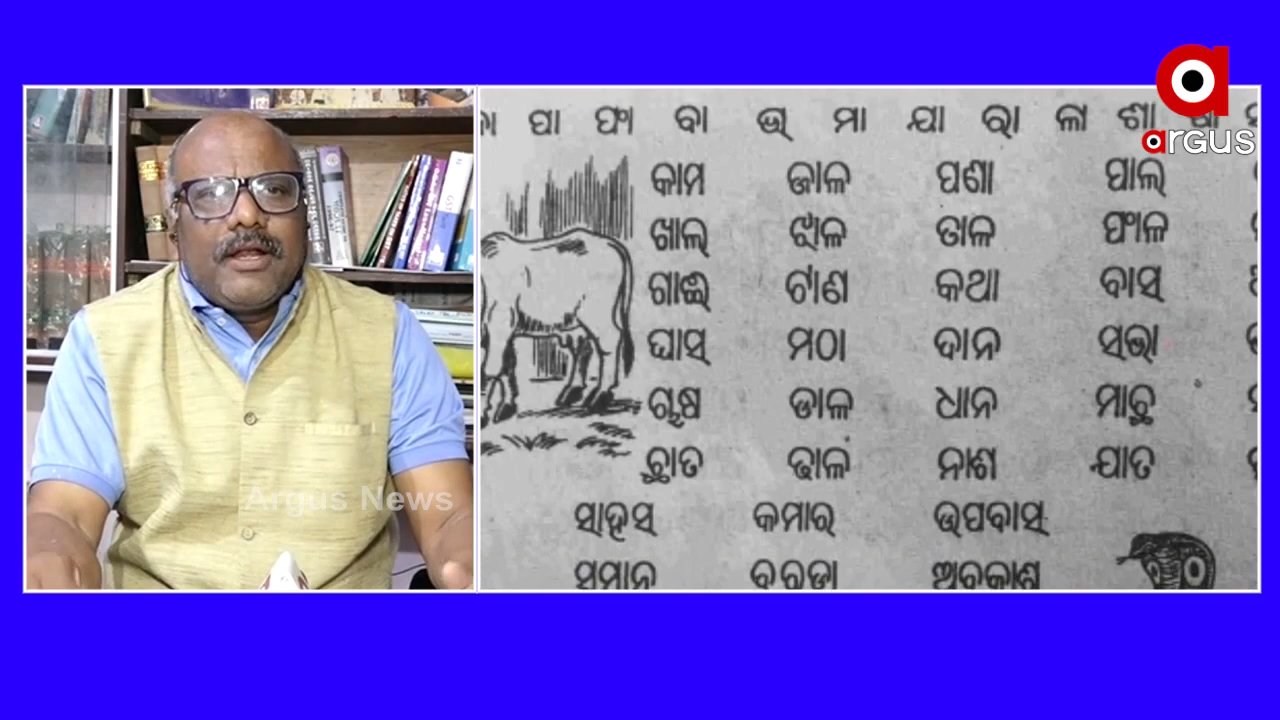 argus
ପା ଫା ବା ଭା ମା ଯା ରା ଳା ଶା
କାମ ଜାଳ ପଣା ପାଲ୍
ଖାଲ୍ ଝାଳ ତାଳ ଫାଳ
ଗାଈ ଟାଣ କଥା ବାସ୍
ଘାସ୍ ମଠା ଦାନ ସଭା
ଡାଳ ଧାନ ମାଛ
ଛାତ ଢାଳ ନାଶ ଯାତ
ସାହସ୍ କମାର୍ ଉପବାସ୍
ସମାନ୍ ବରଡ଼ା ଅବକାଶ
Argus News